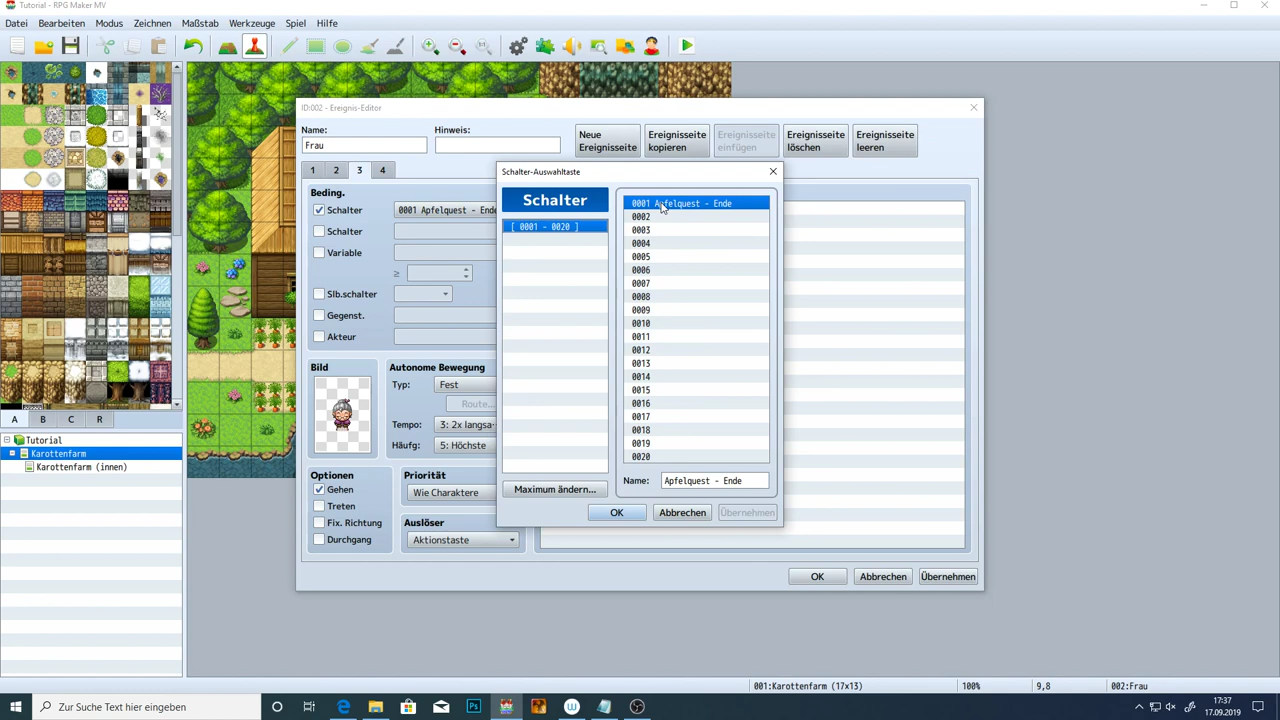 Tutorial - RPG Maker MV
Datei Bearbeiten Modus Zeichnen Maßstab Werkzeuge Spiel Hilfe
ID:002 - Ereignis-Editor
Name: Hinweis:
Frau
Neue Ereignisseite
Ereignisseite kopieren
Ereignisseite einfügen
Ereignisseite löschen
Ereignisseite leeren
1 2 3 4
Beding.
Schalter 0001 Apfelquest - Ende
Schalter
Variable
≥
Slb.schalter
Gegenst.
Akteur
Bild
Autonome Bewegung
Typ: Fest
Route...
Tempo: 3: 2x langsa
Häufg: 5: Höchste
Optionen
Gehen
Treten
Fix. Richtung
Durchgang
Priorität
Wie Charaktere
Auslöser
Aktionstaste
Schalter-Auswahltaste
Schalter
[ 0001 - 0020 ]
Maximum ändern...
0001 Apfelquest - Ende
0002
0003
0004
0005
0006
0007
0008
0009
0010
0011
0012
0013
0014
0015
0016
0017
0018
0019
0020
Name: Apfelquest - Ende
OK Abbrechen Übernehmen
OK Abbrechen Übernehmen
A B C R
Tutorial
Karottenfarm
Karottenfarm (innen)
001:Karottenfarm (17×13) 100% 9,8 002:Frau
Zur Suche Text hier eingeben
17:37
17.09.2019